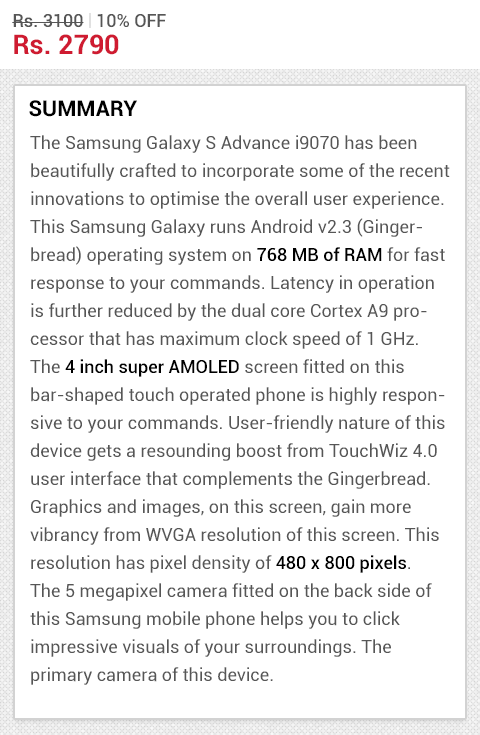 Rs. 3100 | 10% OFF
Rs. 2790
SUMMARY
The Samsung Galaxy S Advance i9070 has been
beautifully crafted to incorporate some of the recent
innovations to optimise the overall user experience.
This Samsung Galaxy runs Android v2.3 (Ginger-
bread) operating system on 768 MB of RAM for fast
response to your commands. Latency in operation
is further reduced by the dual core Cortex A9 pro-
cessor that has maximum clock speed of 1 GHz.
The 4 inch super AMOLED screen fitted on this
bar-shaped touch operated phone is highly respon-
sive to your commands. User-friendly nature of this
device gets a resounding boost from TouchWiz 4.0
user interface that complements the Gingerbread.
Graphics and images, on this screen, gain more
vibrancy from WVGA resolution of this screen. This
resolution has pixel density of 480 x 800 pixels.
The 5 megapixel camera fitted on the back side of
this Samsung mobile phone helps you to click
impressive visuals of your surroundings. The
primary camera of this device.